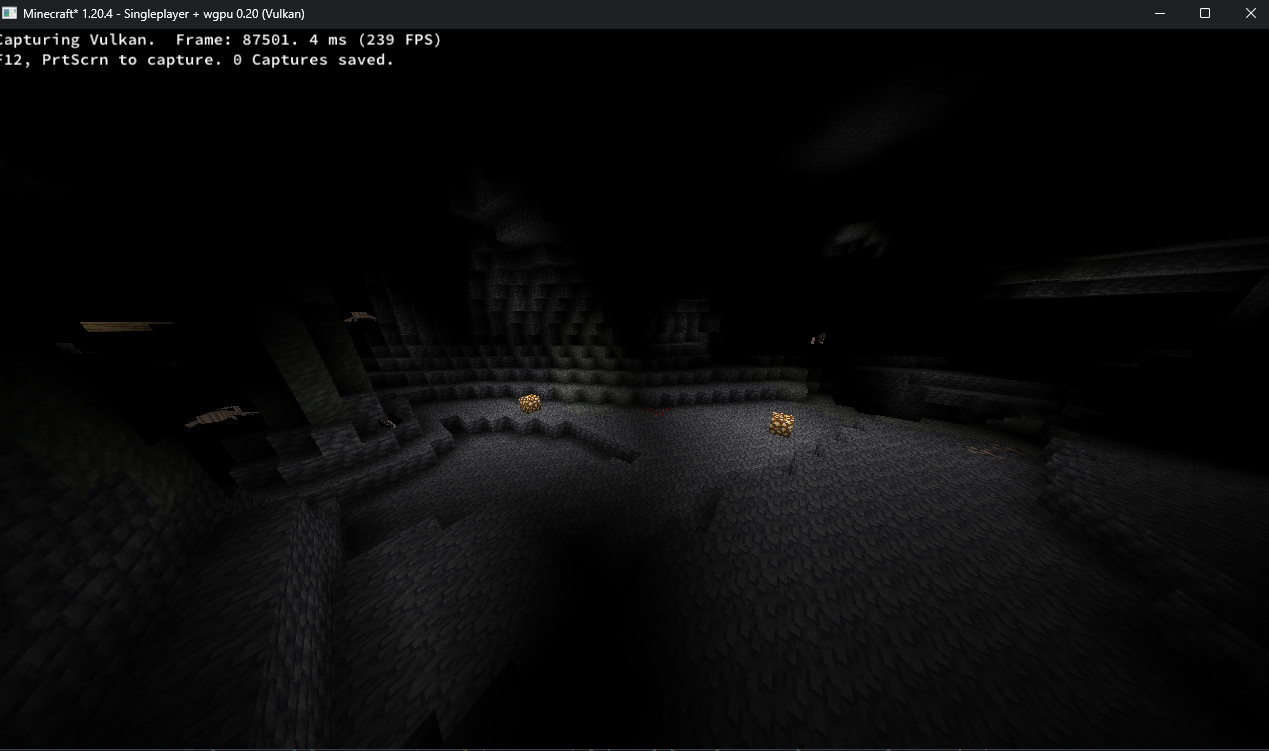 Minecraft* 1.20.4 - Singleplayer + wgpu 0.20 (Vulkan)
Capturing Vulkan.  Frame: 87501. 4 ms (239 FPS)
F12, PrtScrn to capture. 0 Captures saved.